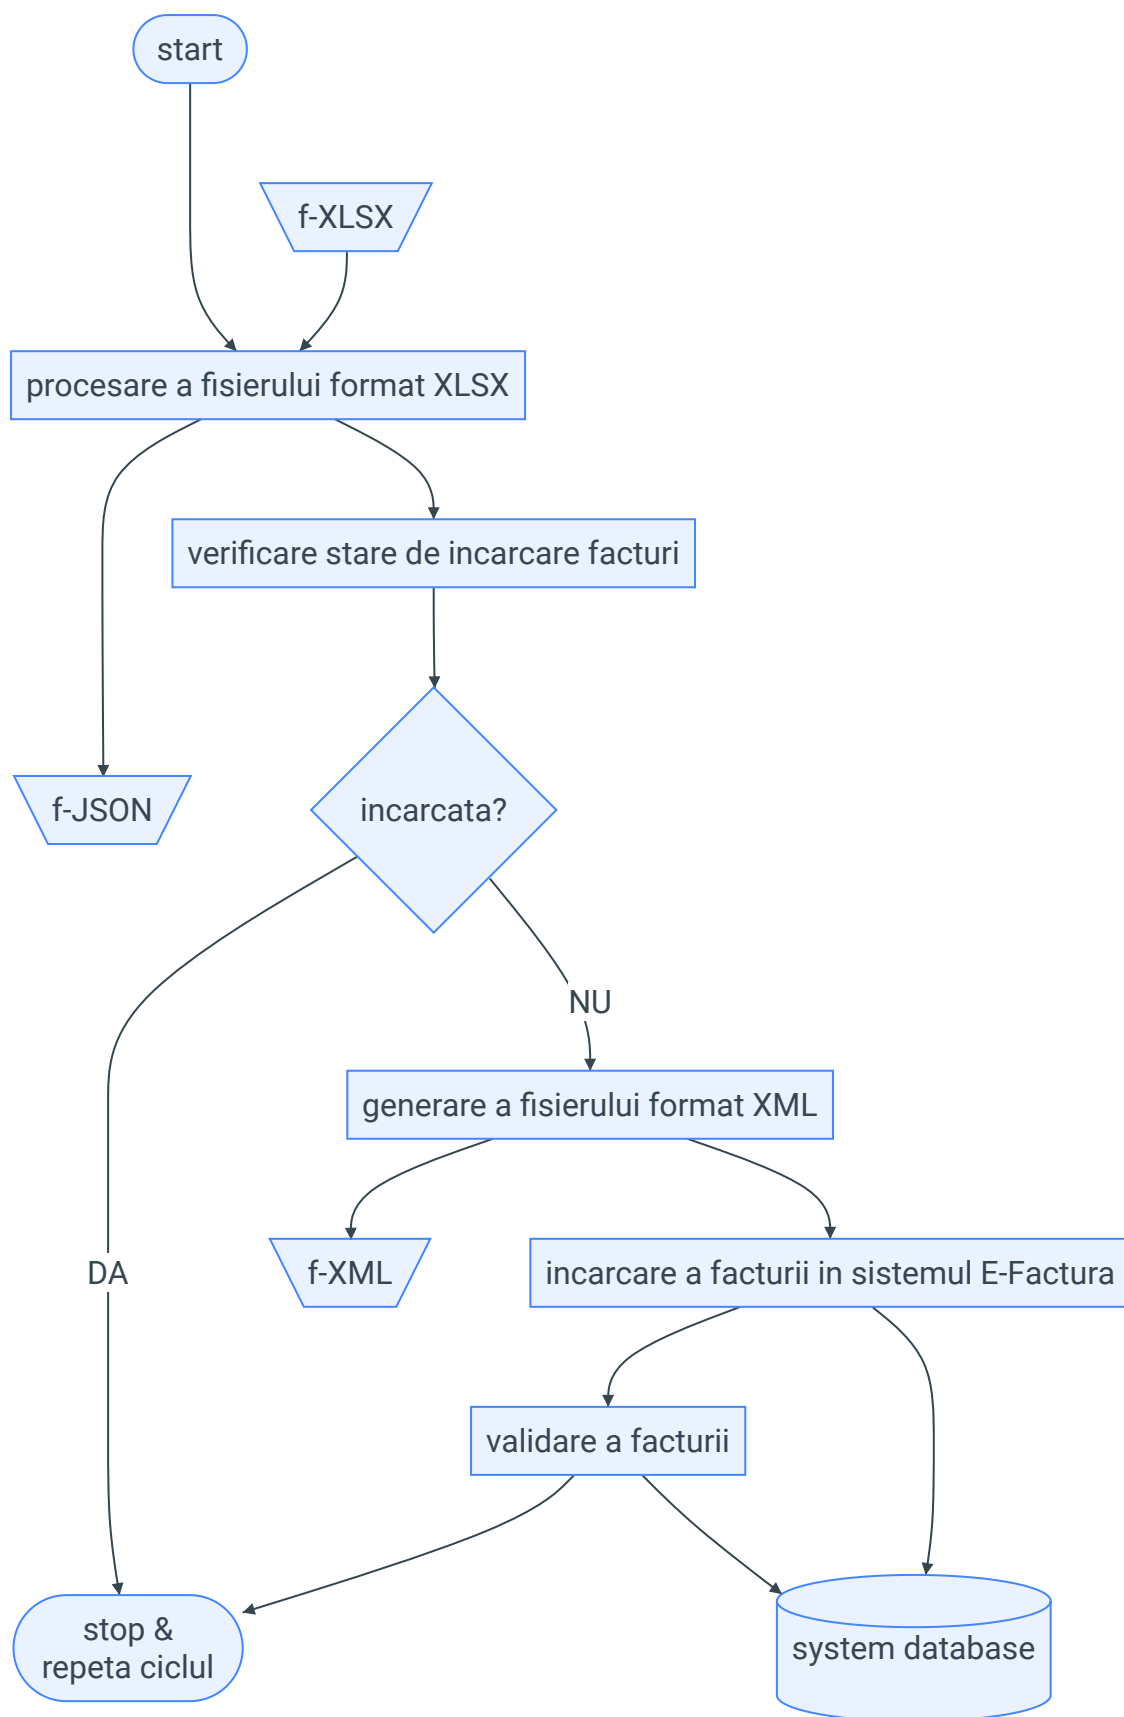 start
f-XLSX
procesare a fisierului format XLSX
verificare stare de incarcare facturi
f-JSON
incarcata?
NU
generare a fisierului format XML
DA
f-XML
incarcare a facturii in sistemul E-Factura
validare a facturii
stop &
repeta ciclul
system database